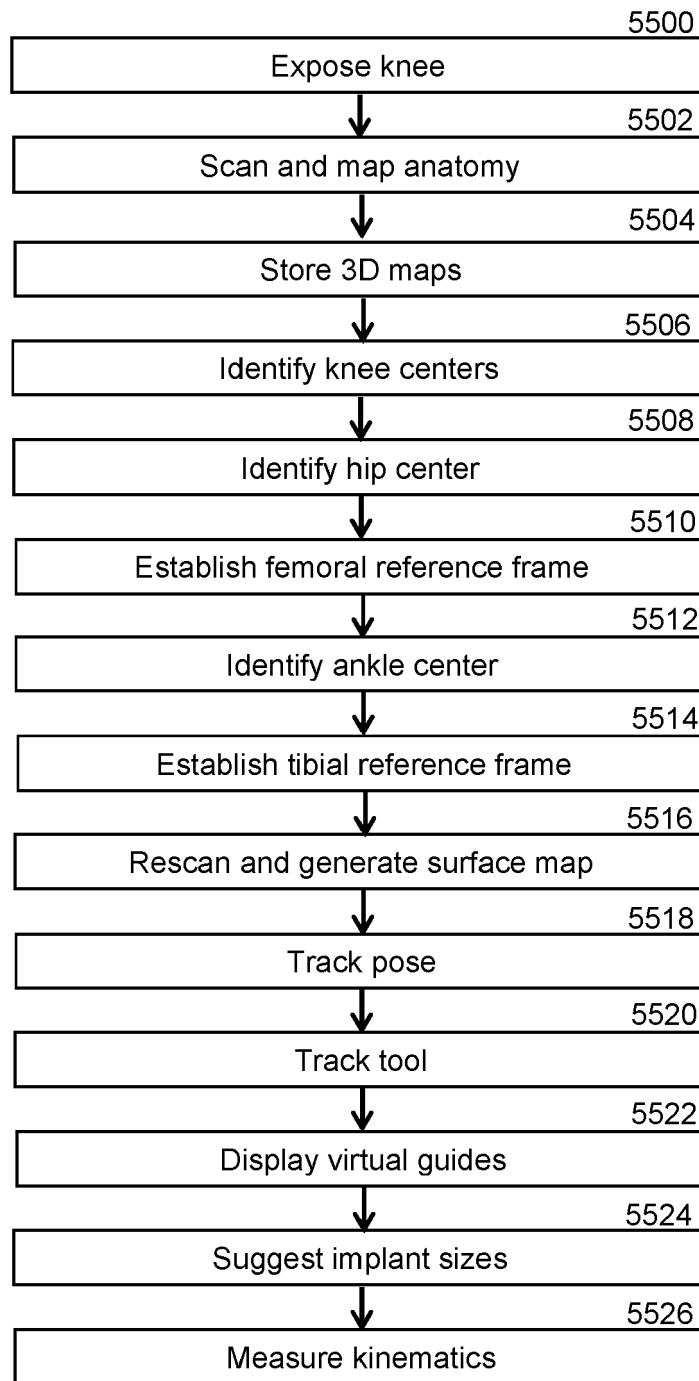 5500
Expose knee
5502
Scan and map anatomy
5504
Store 3D maps
5506
Identify knee centers
5508
Identify hip center
5510
Establish femoral reference frame
5512
Identify ankle center
5514
Establish tibial reference frame
5516
Rescan and generate surface map
5518
Track pose
5520
Track tool
5522
Display virtual guides
5524
Suggest implant sizes
5526
Measure kinematics